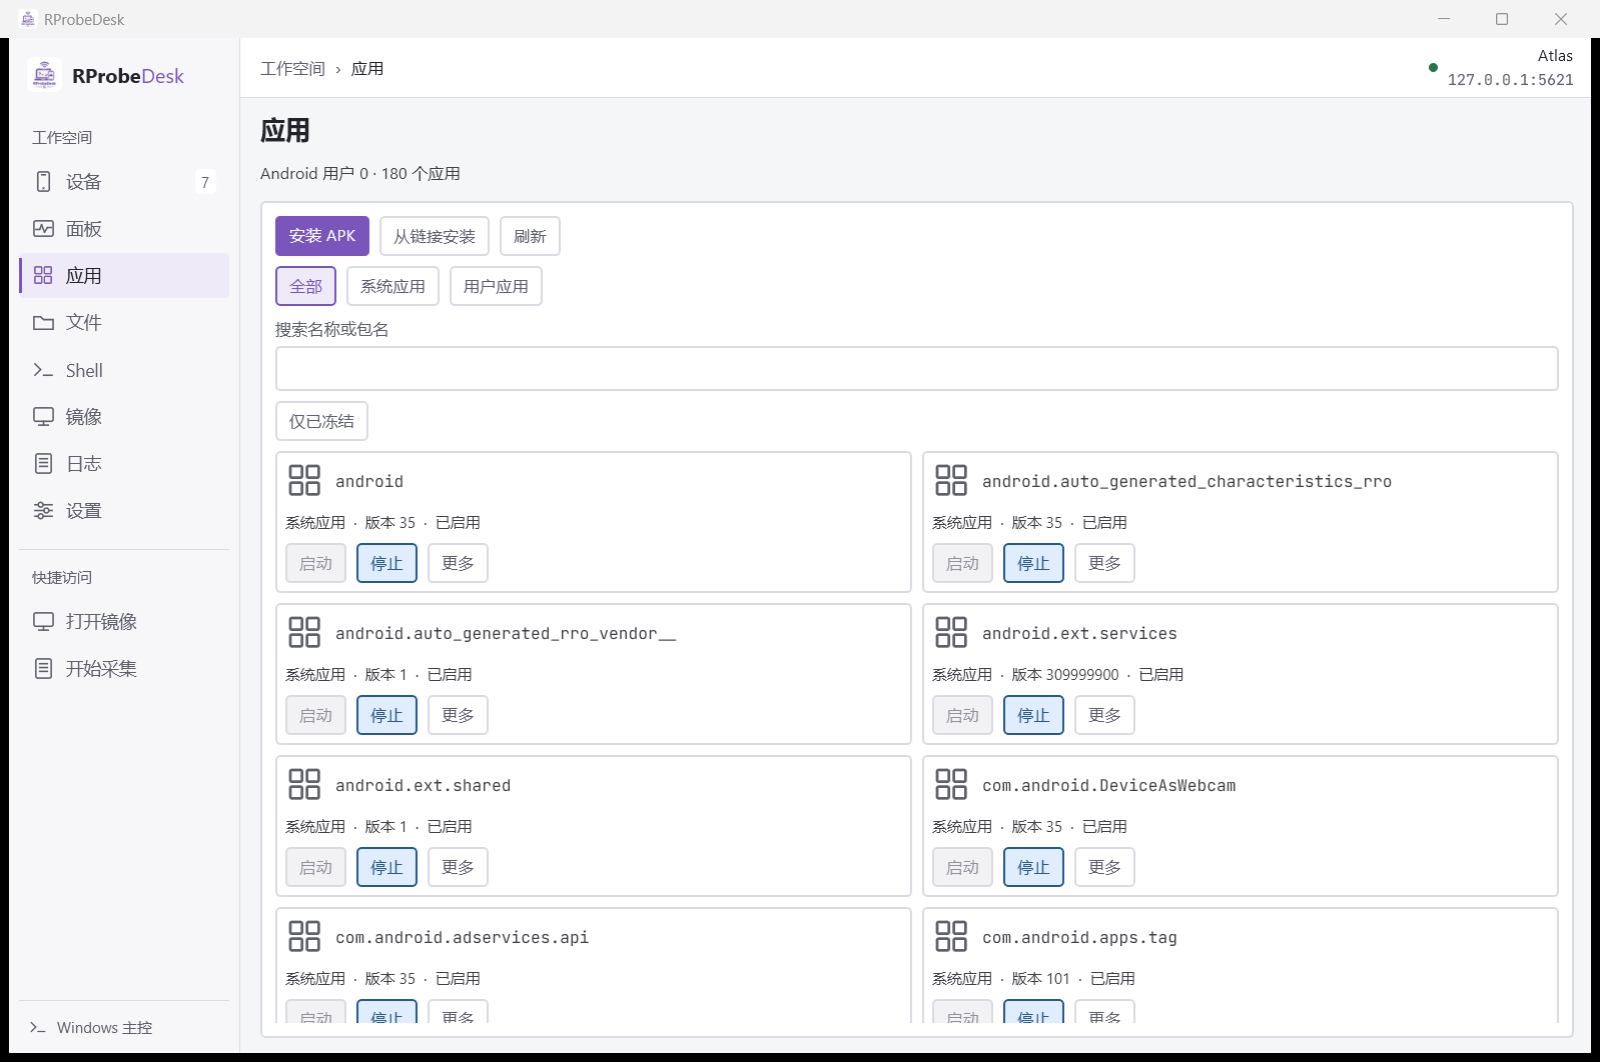 RProbeDesk
RProbeDesk
工作空间
设备 7
面板
应用
文件
Shell
镜像
日志
设置
快捷访问
打开镜像
开始采集
Windows 主控
工作空间 › 应用
Atlas
127.0.0.1:5621
应用
Android 用户 0 · 180 个应用
安装 APK 从链接安装 刷新
全部 系统应用 用户应用
搜索名称或包名
仅已冻结
android
系统应用 · 版本 35 · 已启用
启动 停止 更多
android.auto_generated_characteristics_rro
系统应用 · 版本 35 · 已启用
启动 停止 更多
android.auto_generated_rro_vendor__
系统应用 · 版本 1 · 已启用
启动 停止 更多
android.ext.services
系统应用 · 版本 309999900 · 已启用
启动 停止 更多
android.ext.shared
系统应用 · 版本 1 · 已启用
启动 停止 更多
com.android.DeviceAsWebcam
系统应用 · 版本 35 · 已启用
启动 停止 更多
com.android.adservices.api
系统应用 · 版本 35 · 已启用
启动 停止 更多
com.android.apps.tag
系统应用 · 版本 101 · 已启用
启动 停止 更多